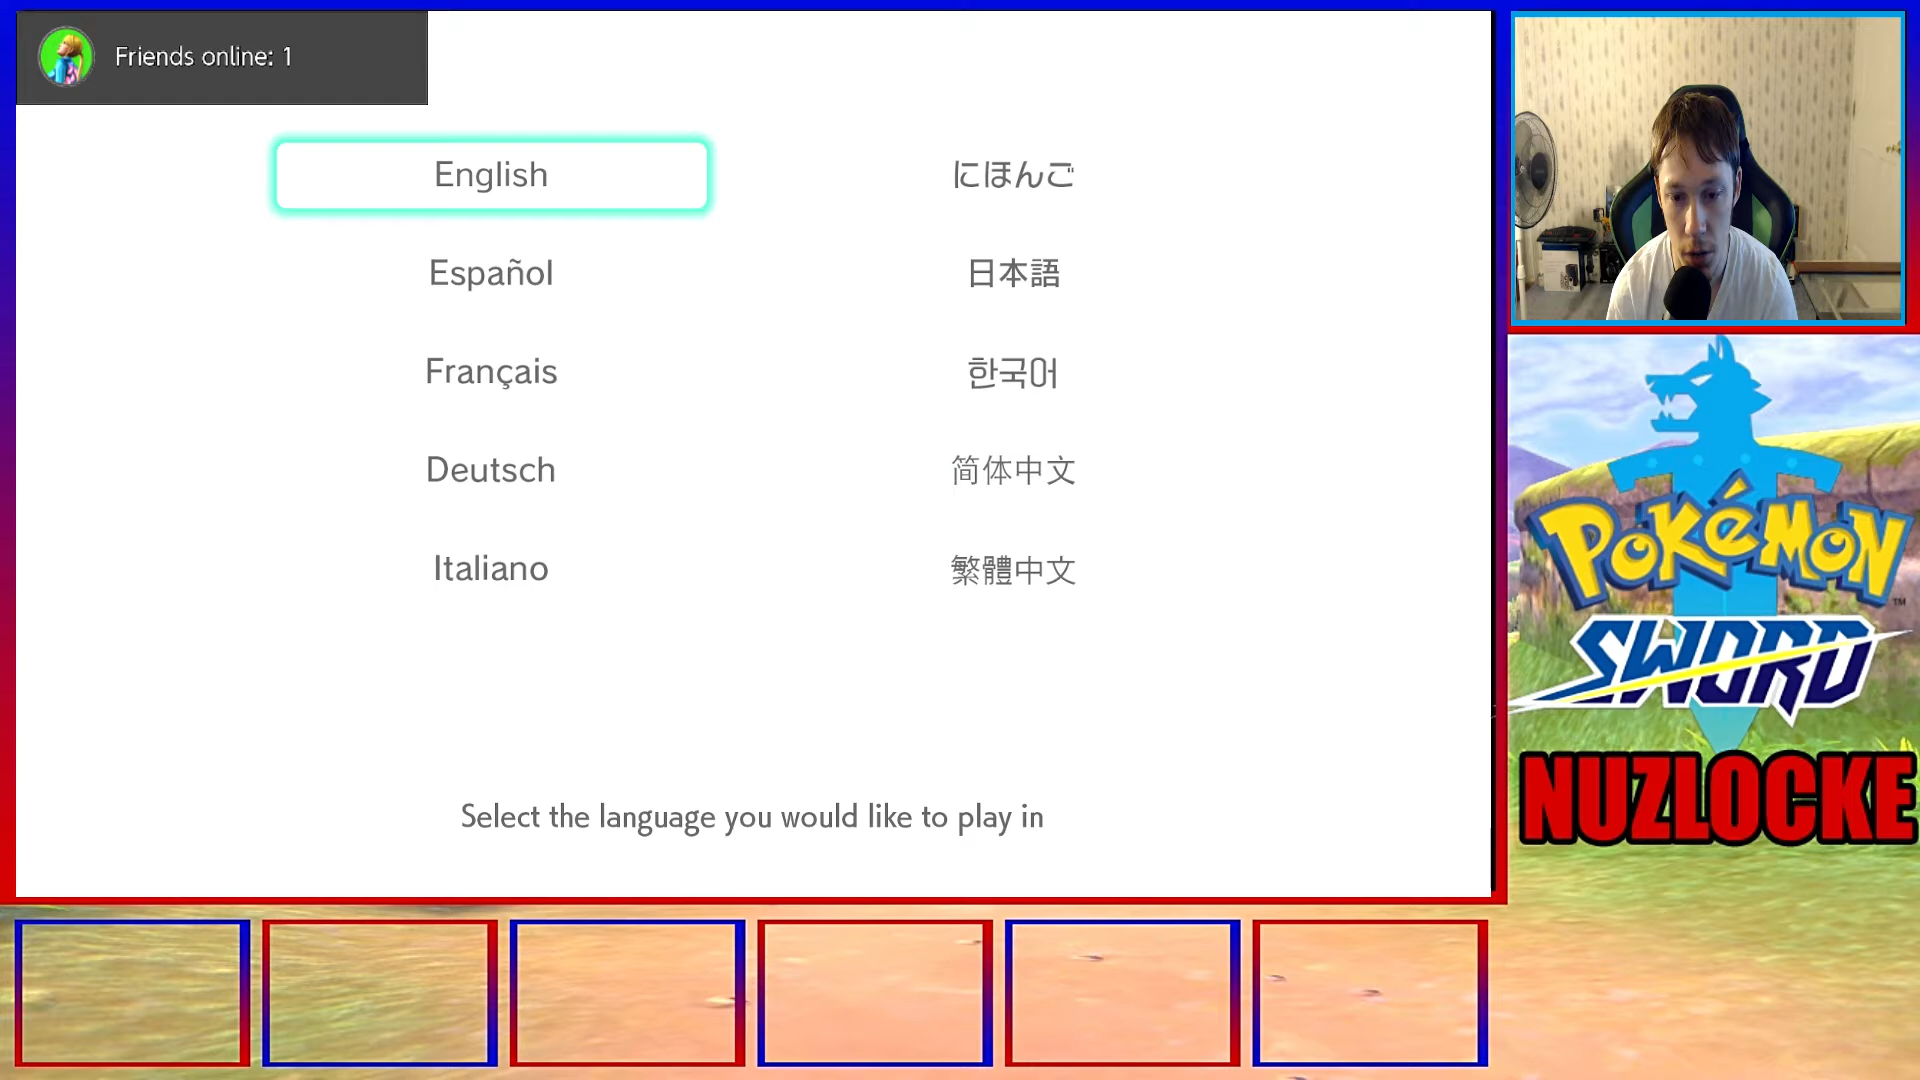 Friends online: 1
English
にほんご
Español
日本語
Français
한국어
Deutsch
简体中文
Italiano
繁體中文
Select the language you would like to play in
POKéMON
TM
SWORD
NUZLOCKE